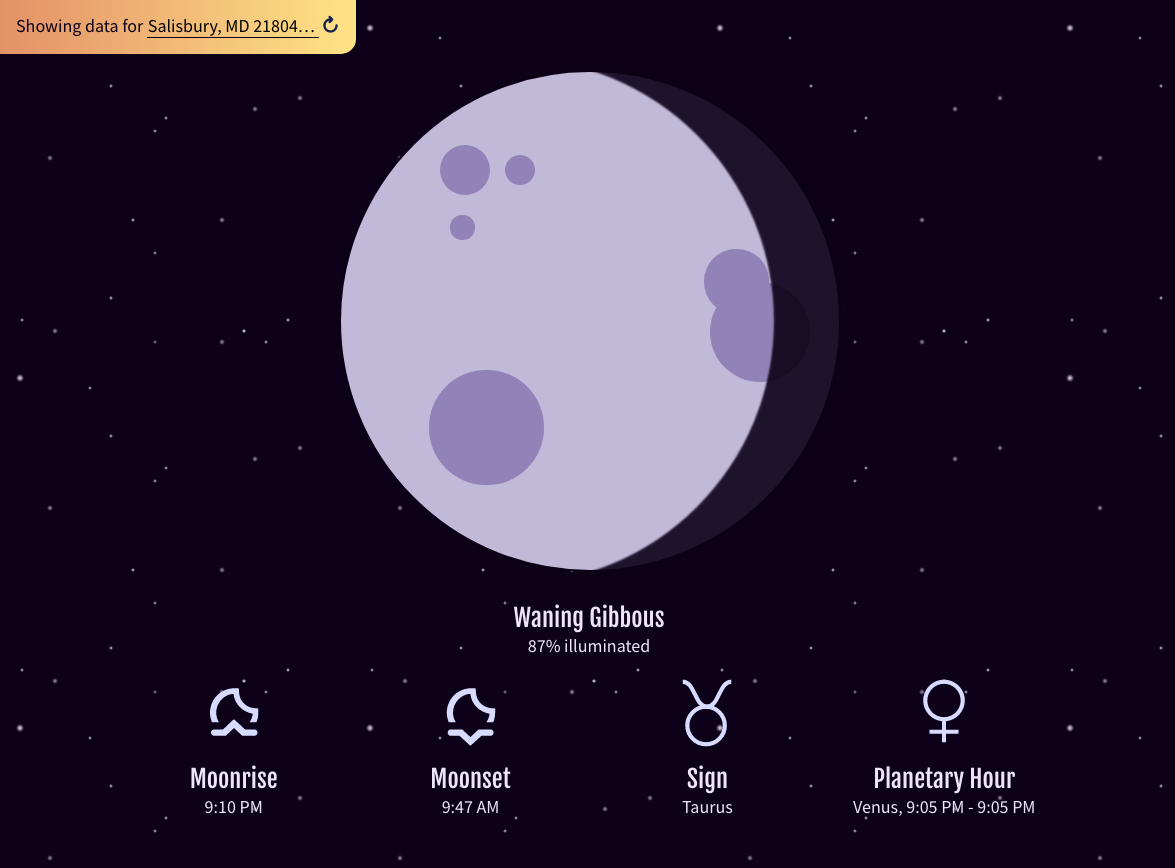 Showing data for Salisbury, MD 21804…
Waning Gibbous
87% illuminated
Moonrise
9:10 PM
Moonset
9:47 AM
Sign
Taurus
Planetary Hour
Venus, 9:05 PM - 9:05 PM